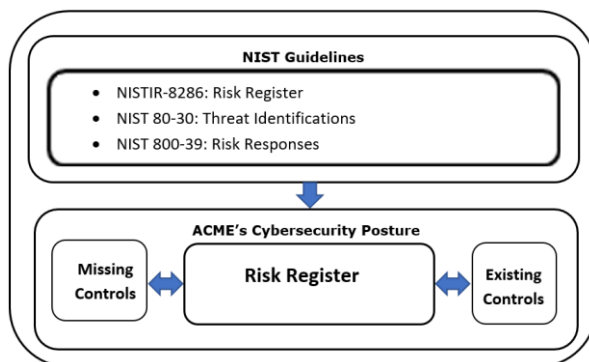 NIST Guidelines
• NISTIR-8286: Risk Register
• NIST 80-30: Threat Identifications
• NIST 800-39: Risk Responses
ACME's Cybersecurity Posture
Missing
Controls
Risk Register
Existing
Controls